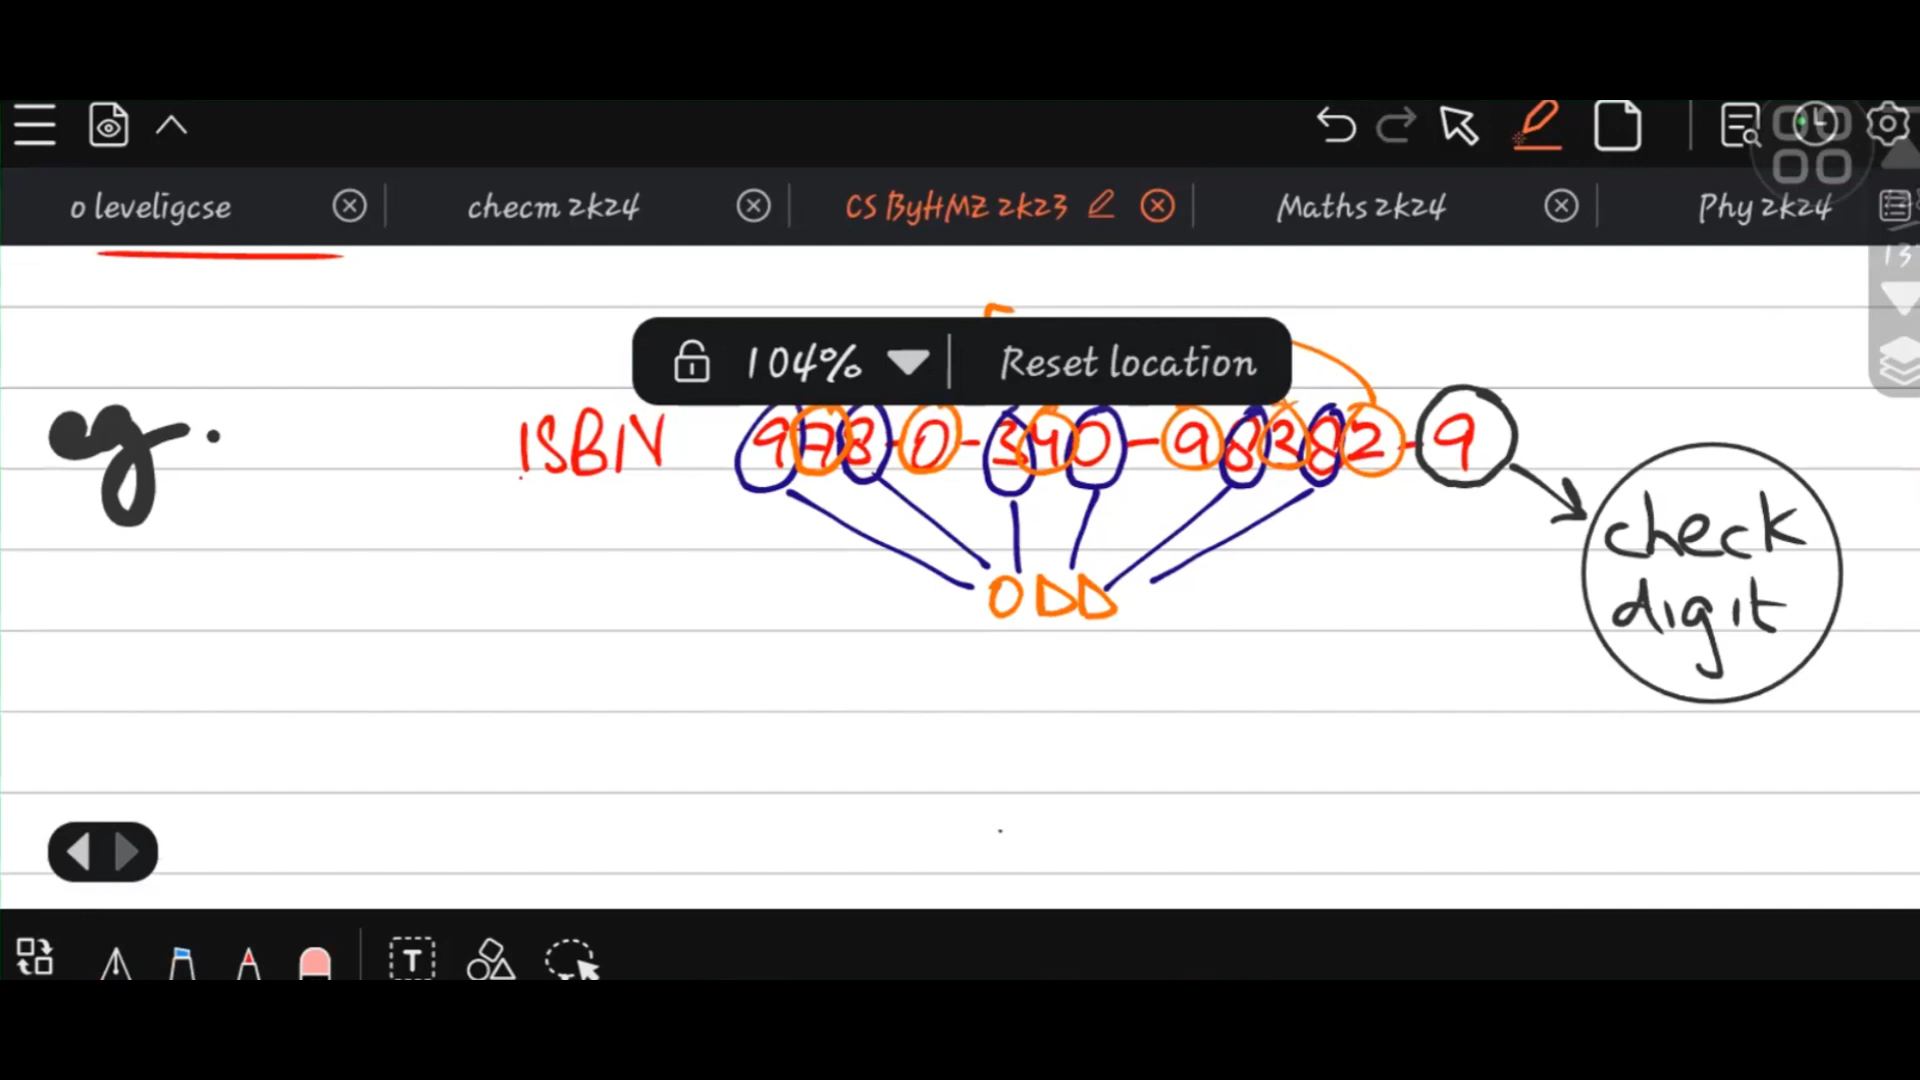 o leveligcse checm 2k24 CS ByHMZ 2k23 Maths 2k24 Phy 2k24
13
104% Reset location
eg. ISBN 978-0-340-98382-9
check
digit
ODD
T